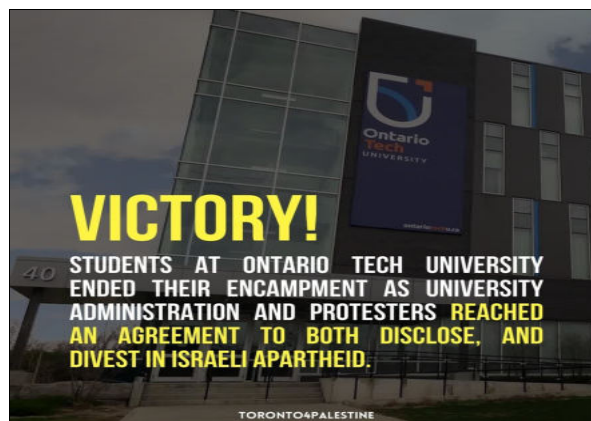 Ontario
Tech
UNIVERSITY
40
VICTORY!
STUDENTS AT ONTARIO TECH UNIVERSITY
ENDED THEIR ENCAMPMENT AS UNIVERSITY
ADMINISTRATION AND PROTESTERS REACHED
AN AGREEMENT TO BOTH DISCLOSE, AND
DIVEST IN ISRAELI APARTHEID.
TORONTO4PALESTINE